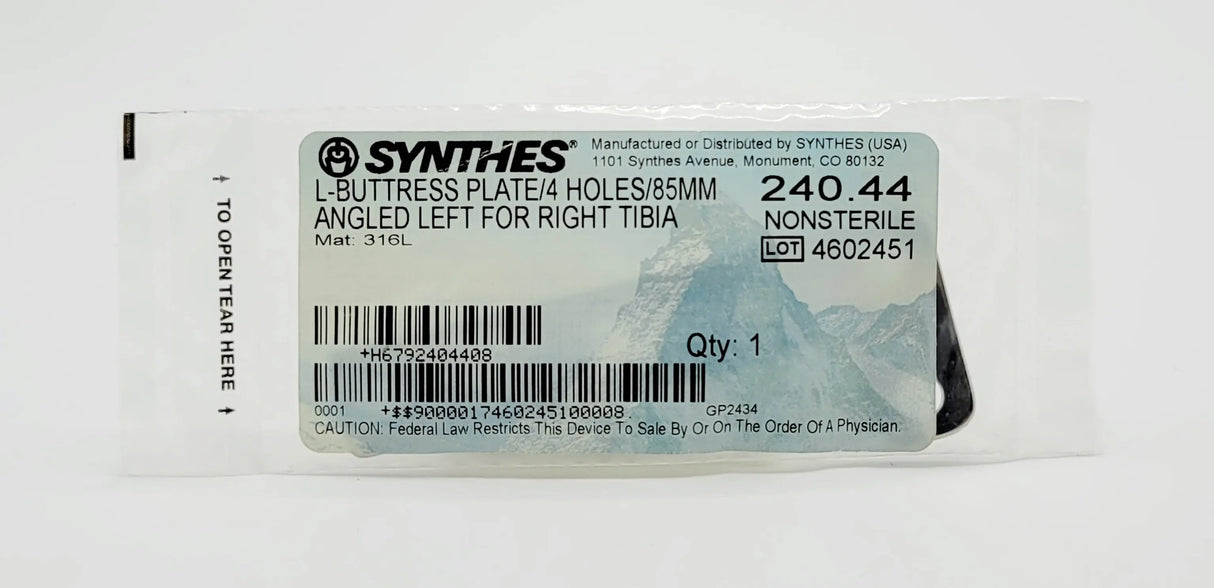 SYNTHES®
Manufactured or Distributed by SYNTHES (USA)
1101 Synthes Avenue, Monument, CO 80132
L-BUTTRESS PLATE/4 HOLES/85MM
ANGLED LEFT FOR RIGHT TIBIA
Mat: 316L
240.44
NONSTERILE
LOT 4602451
Qty: 1
+H6792404408
0001 +$$9000017460245100008. GP2434
CAUTION: Federal Law Restricts This Device To Sale By Or On The Order Of A Physician.
TO OPEN TEAR HERE